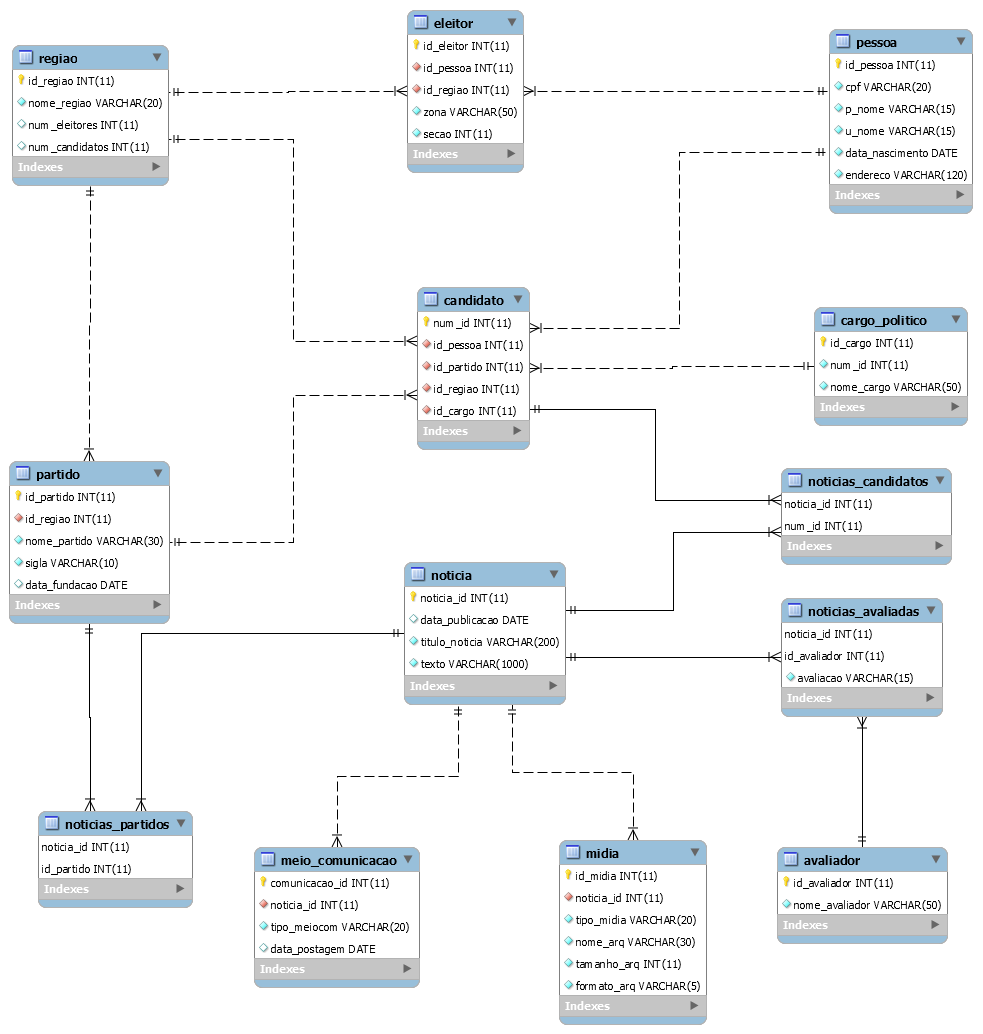 eleitor
id_eleitor INT(11)
id_pessoa INT(11)
id_regiao INT(11)
zona VARCHAR(50)
secao INT(11)
Indexes
pessoa
id_pessoa INT(11)
cpf VARCHAR(20)
p_nome VARCHAR(15)
u_nome VARCHAR(15)
data_nascimento DATE
endereco VARCHAR(120)
Indexes
regiao
id_regiao INT(11)
nome_regiao VARCHAR(20)
num_eleitores INT(11)
num_candidatos INT(11)
Indexes
candidato
num_id INT(11)
id_pessoa INT(11)
id_partido INT(11)
id_regiao INT(11)
id_cargo INT(11)
Indexes
cargo_politico
id_cargo INT(11)
num_id INT(11)
nome_cargo VARCHAR(50)
Indexes
partido
id_partido INT(11)
id_regiao INT(11)
nome_partido VARCHAR(30)
sigla VARCHAR(10)
data_fundacao DATE
Indexes
noticias_candidatos
noticia_id INT(11)
num_id INT(11)
Indexes
noticia
noticia_id INT(11)
data_publicacao DATE
titulo_noticia VARCHAR(200)
texto VARCHAR(1000)
Indexes
noticias_avaliadas
noticia_id INT(11)
id_avaliador INT(11)
avaliacao VARCHAR(15)
Indexes
noticias_partidos
noticia_id INT(11)
id_partido INT(11)
Indexes
meio_comunicacao
comunicacao_id INT(11)
noticia_id INT(11)
tipo_meiocom VARCHAR(20)
data_postagem DATE
Indexes
midia
id_midia INT(11)
noticia_id INT(11)
tipo_midia VARCHAR(20)
nome_arq VARCHAR(30)
tamanho_arq INT(11)
formato_arq VARCHAR(5)
Indexes
avaliador
id_avaliador INT(11)
nome_avaliador VARCHAR(50)
Indexes